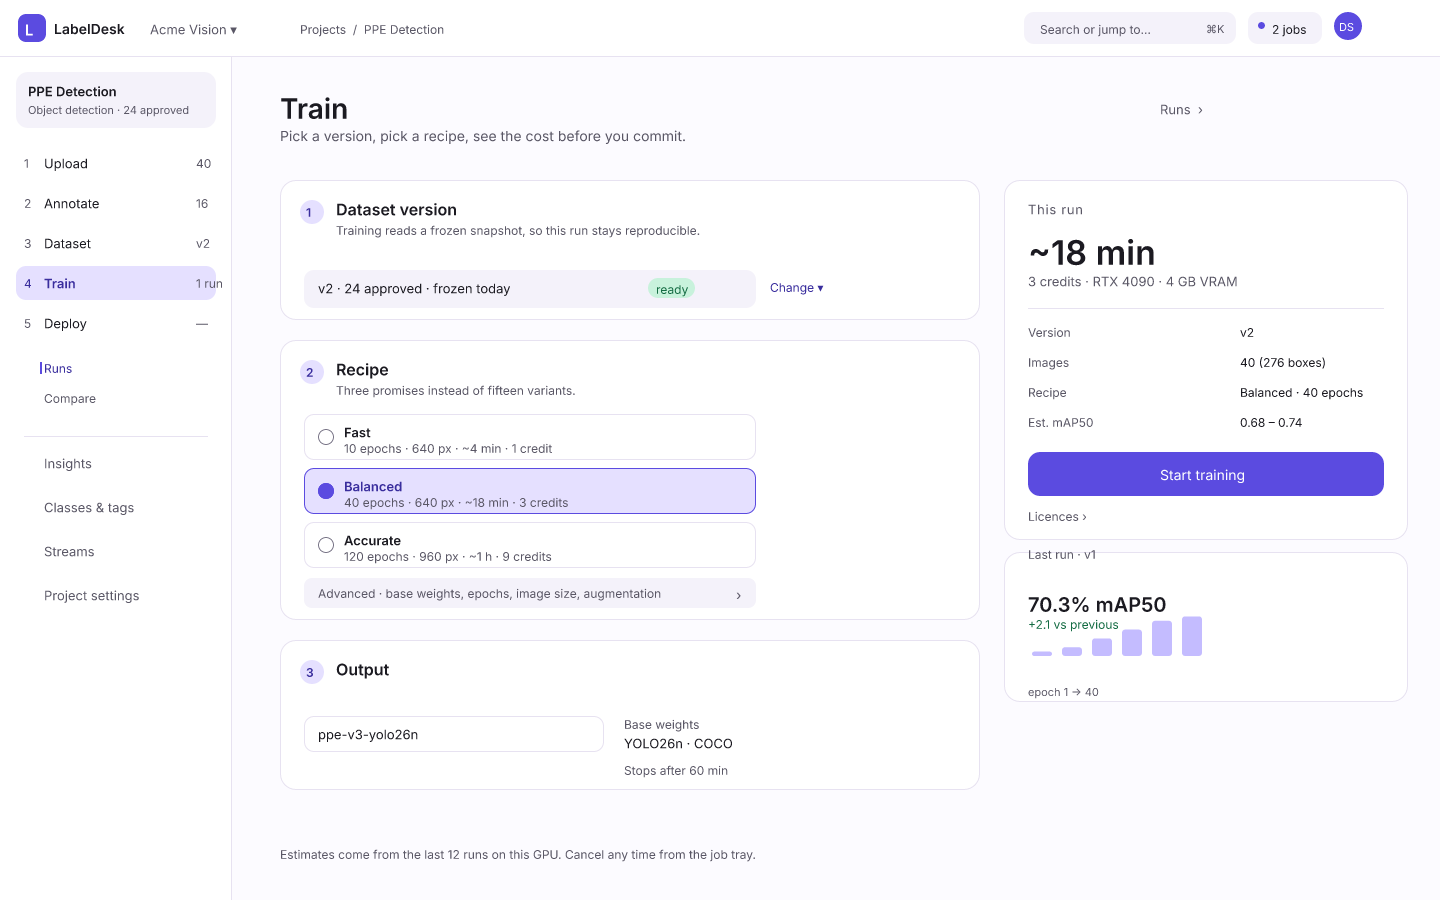 L LabelDesk
Acme Vision ▾
Projects / PPE Detection
Search or jump to... ⌘K
2 jobs
DS
PPE Detection
Object detection · 24 approved
1 Upload 40
2 Annotate 16
3 Dataset v2
4 Train 1 run
5 Deploy —
Runs
Compare
Insights
Classes & tags
Streams
Project settings
Train
Pick a version, pick a recipe, see the cost before you commit.
Runs ›
1 Dataset version
Training reads a frozen snapshot, so this run stays reproducible.
v2 · 24 approved · frozen today ready Change ▾
2 Recipe
Three promises instead of fifteen variants.
Fast
10 epochs · 640 px · ~4 min · 1 credit
Balanced
40 epochs · 640 px · ~18 min · 3 credits
Accurate
120 epochs · 960 px · ~1 h · 9 credits
Advanced · base weights, epochs, image size, augmentation ›
3 Output
ppe-v3-yolo26n
Base weights
YOLO26n · COCO
Stops after 60 min
Estimates come from the last 12 runs on this GPU. Cancel any time from the job tray.
This run
~18 min
3 credits · RTX 4090 · 4 GB VRAM
Version v2
Images 40 (276 boxes)
Recipe Balanced · 40 epochs
Est. mAP50 0.68 – 0.74
Start training
Licences ›
Last run · v1
70.3% mAP50
+2.1 vs previous
epoch 1 → 40